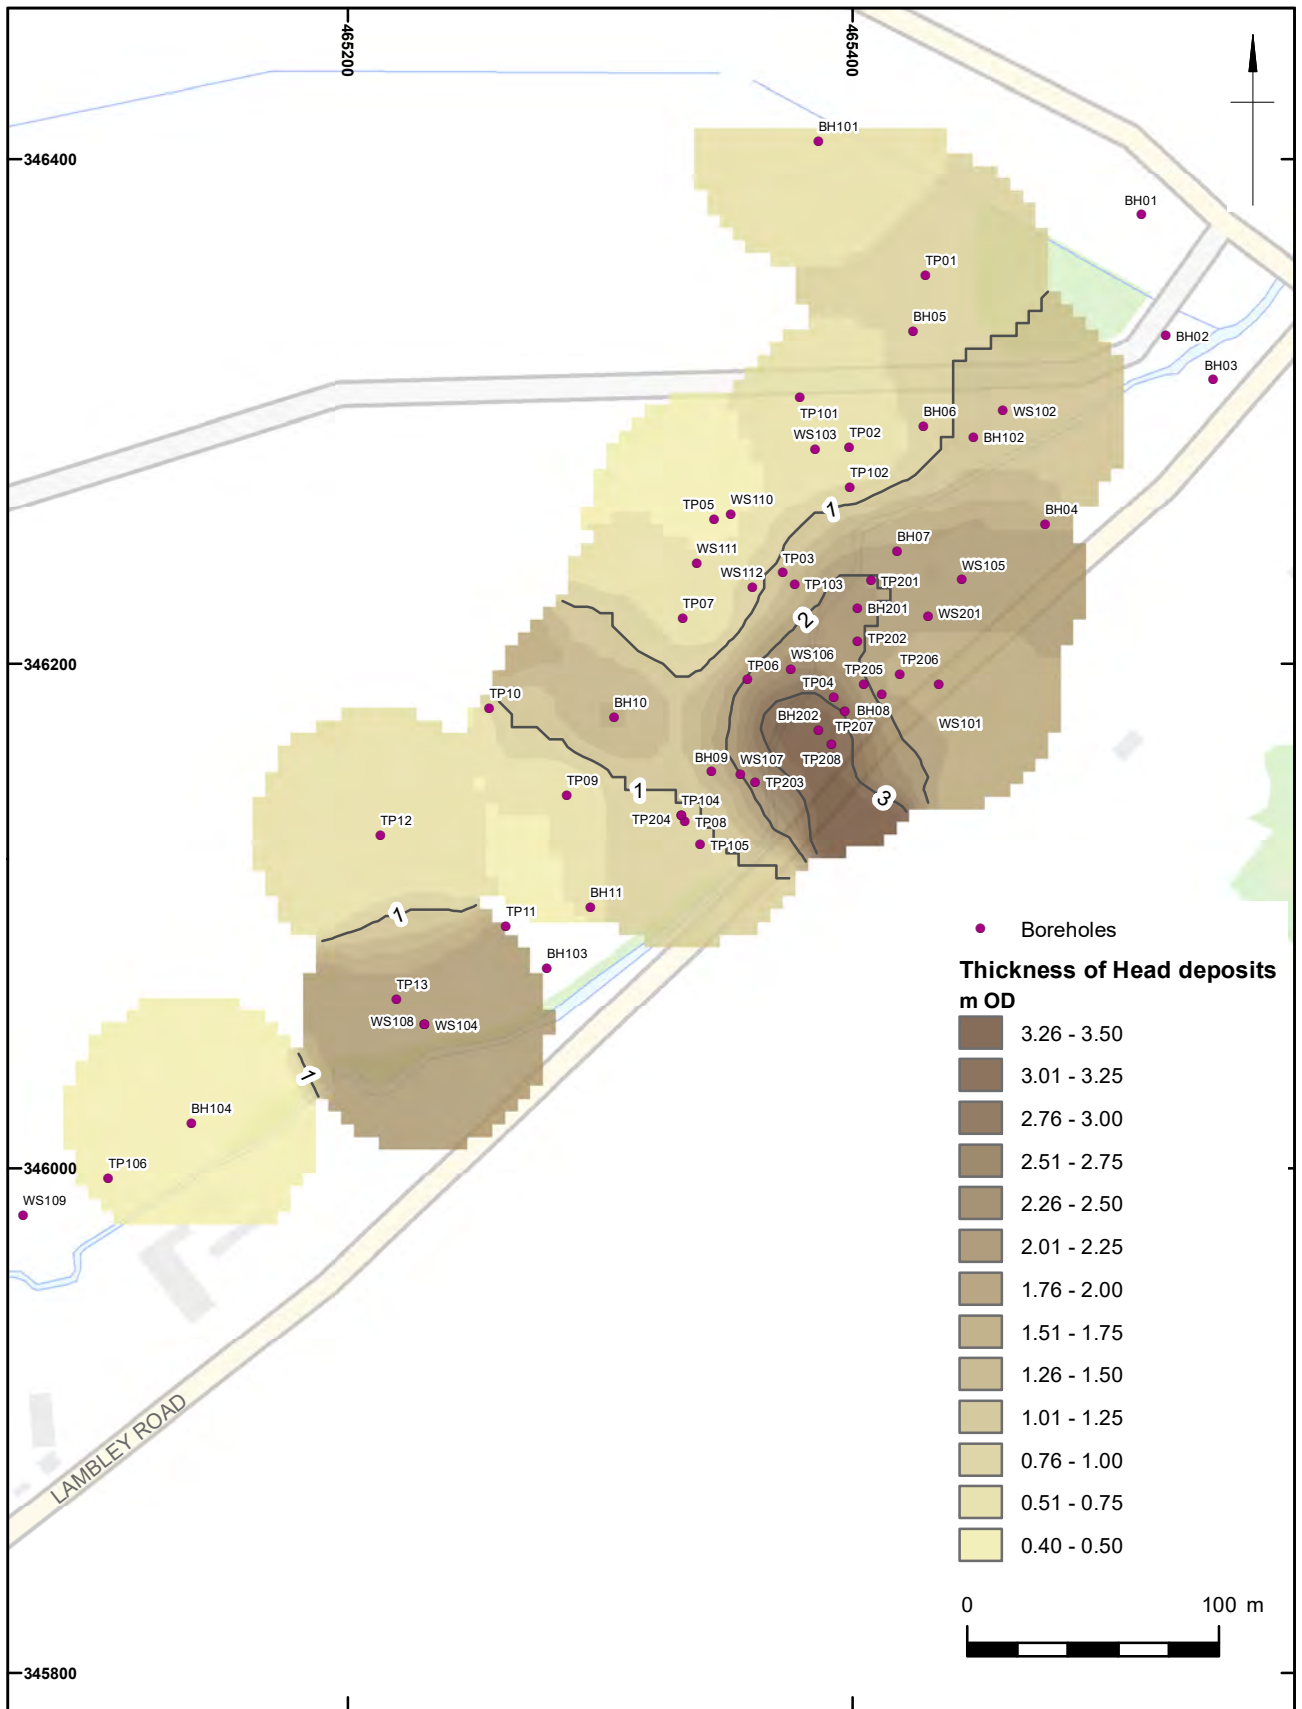 465200
465400
346400
346200
346000
345800
BH101
BH01
TP01
BH05
BH02
BH03
TP101
BH06
WS102
WS103
TP02
BH102
TP102
TP05
WS110
1
BH04
WS111
BH07
WS112
TP03
TP103
TP201
WS105
TP07
2
BH201
WS201
TP202
TP06
WS106
TP205
TP206
TP04
TP10
BH10
BH202
BH08
WS101
TP207
TP208
BH09
WS107
TP203
3
TP09
1
TP104
TP204
TP08
TP12
TP105
1
BH11
TP11
BH103
TP13
WS108
WS104
1
BH104
TP106
WS109
LAMBLEY ROAD
Boreholes
Thickness of Head deposits
m OD
3.26 - 3.50
3.01 - 3.25
2.76 - 3.00
2.51 - 2.75
2.26 - 2.50
2.01 - 2.25
1.76 - 2.00
1.51 - 1.75
1.26 - 1.50
1.01 - 1.25
0.76 - 1.00
0.51 - 0.75
0.40 - 0.50
0 100 m